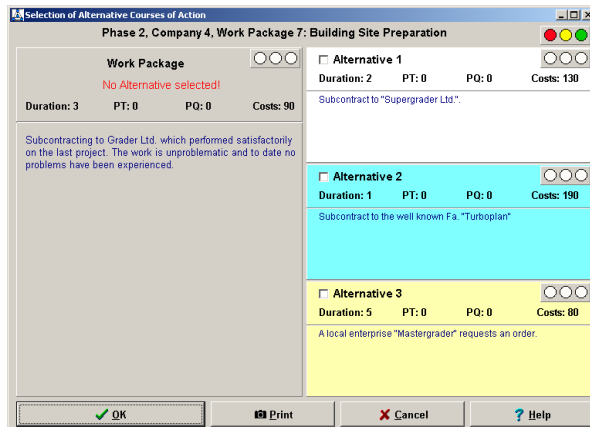 Selection of Alternative Courses of Action
Phase 2, Company 4, Work Package 7: Building Site Preparation
Work Package
No Alternative selected!
Duration: 3 PT: 0 PQ: 0 Costs: 90
Subcontracting to Grader Ltd. which performed satisfactorily
on the last project. The work is unproblematic and to date no
problems have been experienced.
Alternative 1
Duration: 2 PT: 0 PQ: 0 Costs: 130
Subcontract to "Supergrader Ltd.".
Alternative 2
Duration: 1 PT: 0 PQ: 0 Costs: 190
Subcontract to the well known Fa. "Turboplan"
Alternative 3
Duration: 5 PT: 0 PQ: 0 Costs: 80
A local enterprise "Mastergrader" requests an order.
OK Print Cancel Help